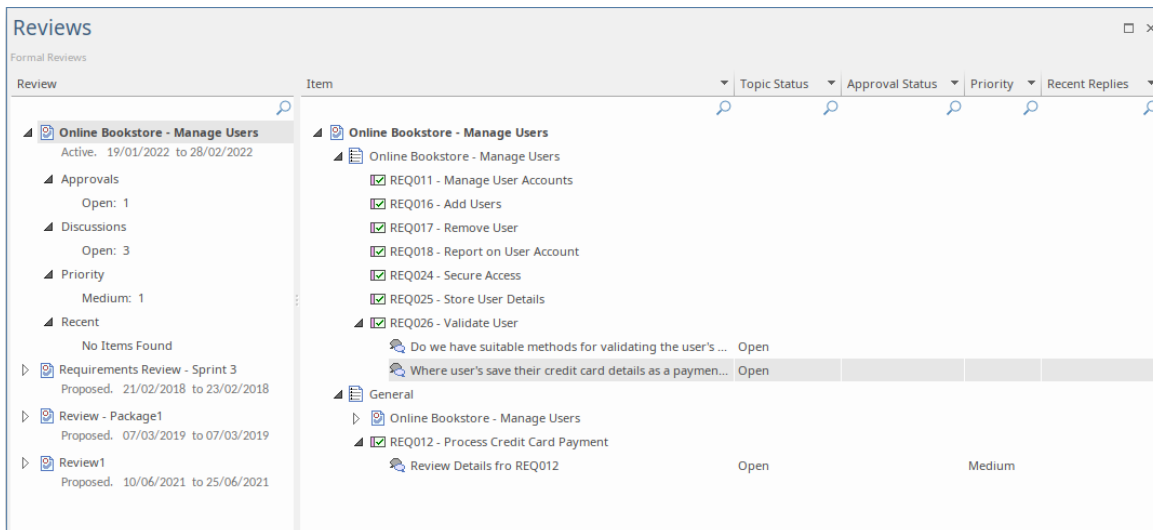 Reviews
Formal Reviews
Review
Item Topic Status Approval Status Priority Recent Replies
Online Bookstore - Manage Users
Active. 19/01/2022 to 28/02/2022
Approvals
Open: 1
Discussions
Open: 3
Priority
Medium: 1
Recent
No Items Found
Requirements Review - Sprint 3
Proposed. 21/02/2018 to 23/02/2018
Review - Package1
Proposed. 07/03/2019 to 07/03/2019
Review1
Proposed. 10/06/2021 to 25/06/2021
Online Bookstore - Manage Users
Online Bookstore - Manage Users
REQ011 - Manage User Accounts
REQ016 - Add Users
REQ017 - Remove User
REQ018 - Report on User Account
REQ024 - Secure Access
REQ025 - Store User Details
REQ026 - Validate User
Do we have suitable methods for validating the user's ... Open
Where user's save their credit card details as a paymen... Open
General
Online Bookstore - Manage Users
REQ012 - Process Credit Card Payment
Review Details fro REQ012 Open Medium